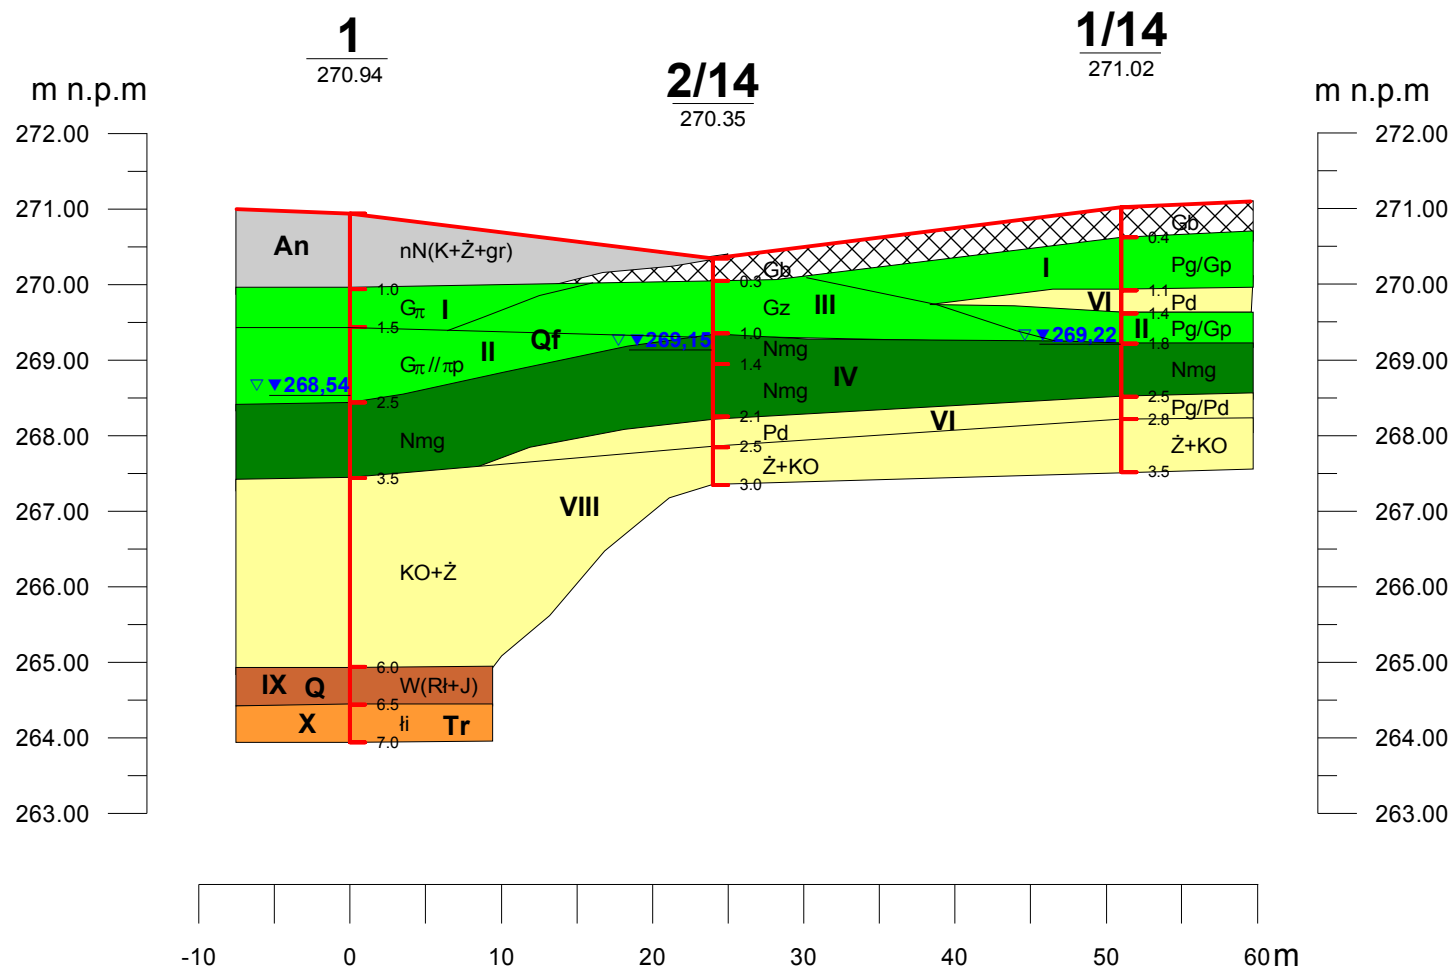 1
270.94
2/14
270.35
1/14
271.02
m n.p.m
m n.p.m
272.00
271.00
270.00
269.00
268.00
267.00
266.00
265.00
264.00
263.00
272.00
271.00
270.00
269.00
268.00
267.00
266.00
265.00
264.00
263.00
An
nN(K+Ż+gr)
1.0
Gπ
I
1.5
II
Qf
Gπ//πp
268,54
2.5
Nmg
3.5
VIII
KO+Ż
6.0
IX
Q
W(Rł+J)
6.5
X
łi
Tr
7.0
Gb
0.3
Gz
III
269,15
1.0
Nmg
1.4
Nmg
IV
2.1
Pd
2.5
Ż+KO
3.0
VI
Gb
0.4
I
Pg/Gp
1.1
VI
Pd
1.4
II
Pg/Gp
269,22
1.8
Nmg
2.5
Pg/Pd
2.8
Ż+KO
3.5
-10
0
10
20
30
40
50
60 m